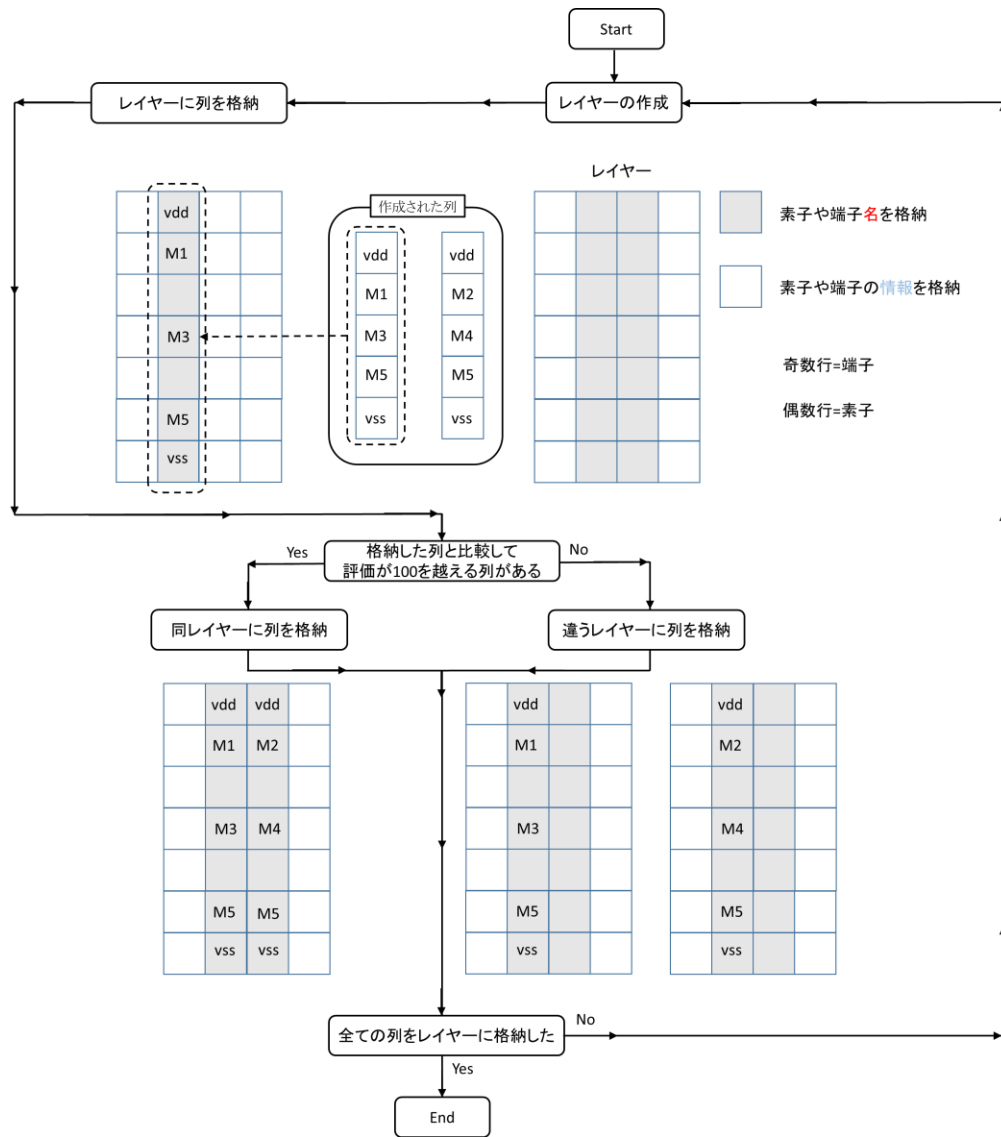 Start
レイヤーの作成
レイヤーに列を格納
vdd
M1
M3
M5
vss
作成された列
vdd
M1
M3
M5
vss
vdd
M2
M4
M5
vss
レイヤー
素子や端子名を格納
素子や端子の情報を格納
奇数行=端子
偶数行=素子
Yes
格納した列と比較して
評価が100を越える列がある
No
同レイヤーに列を格納
違うレイヤーに列を格納
vdd vdd
M1 M2
M3 M4
M5 M5
vss vss
vdd
M1
M3
M5
vss
vdd
M2
M4
M5
vss
全ての列をレイヤーに格納した
No
Yes
End